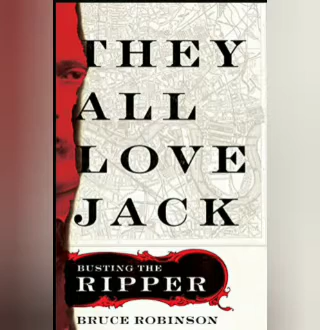 THEY
ALL
LOVE
JACK
BUSTING THE
RIPPER
BRUCE ROBINSON